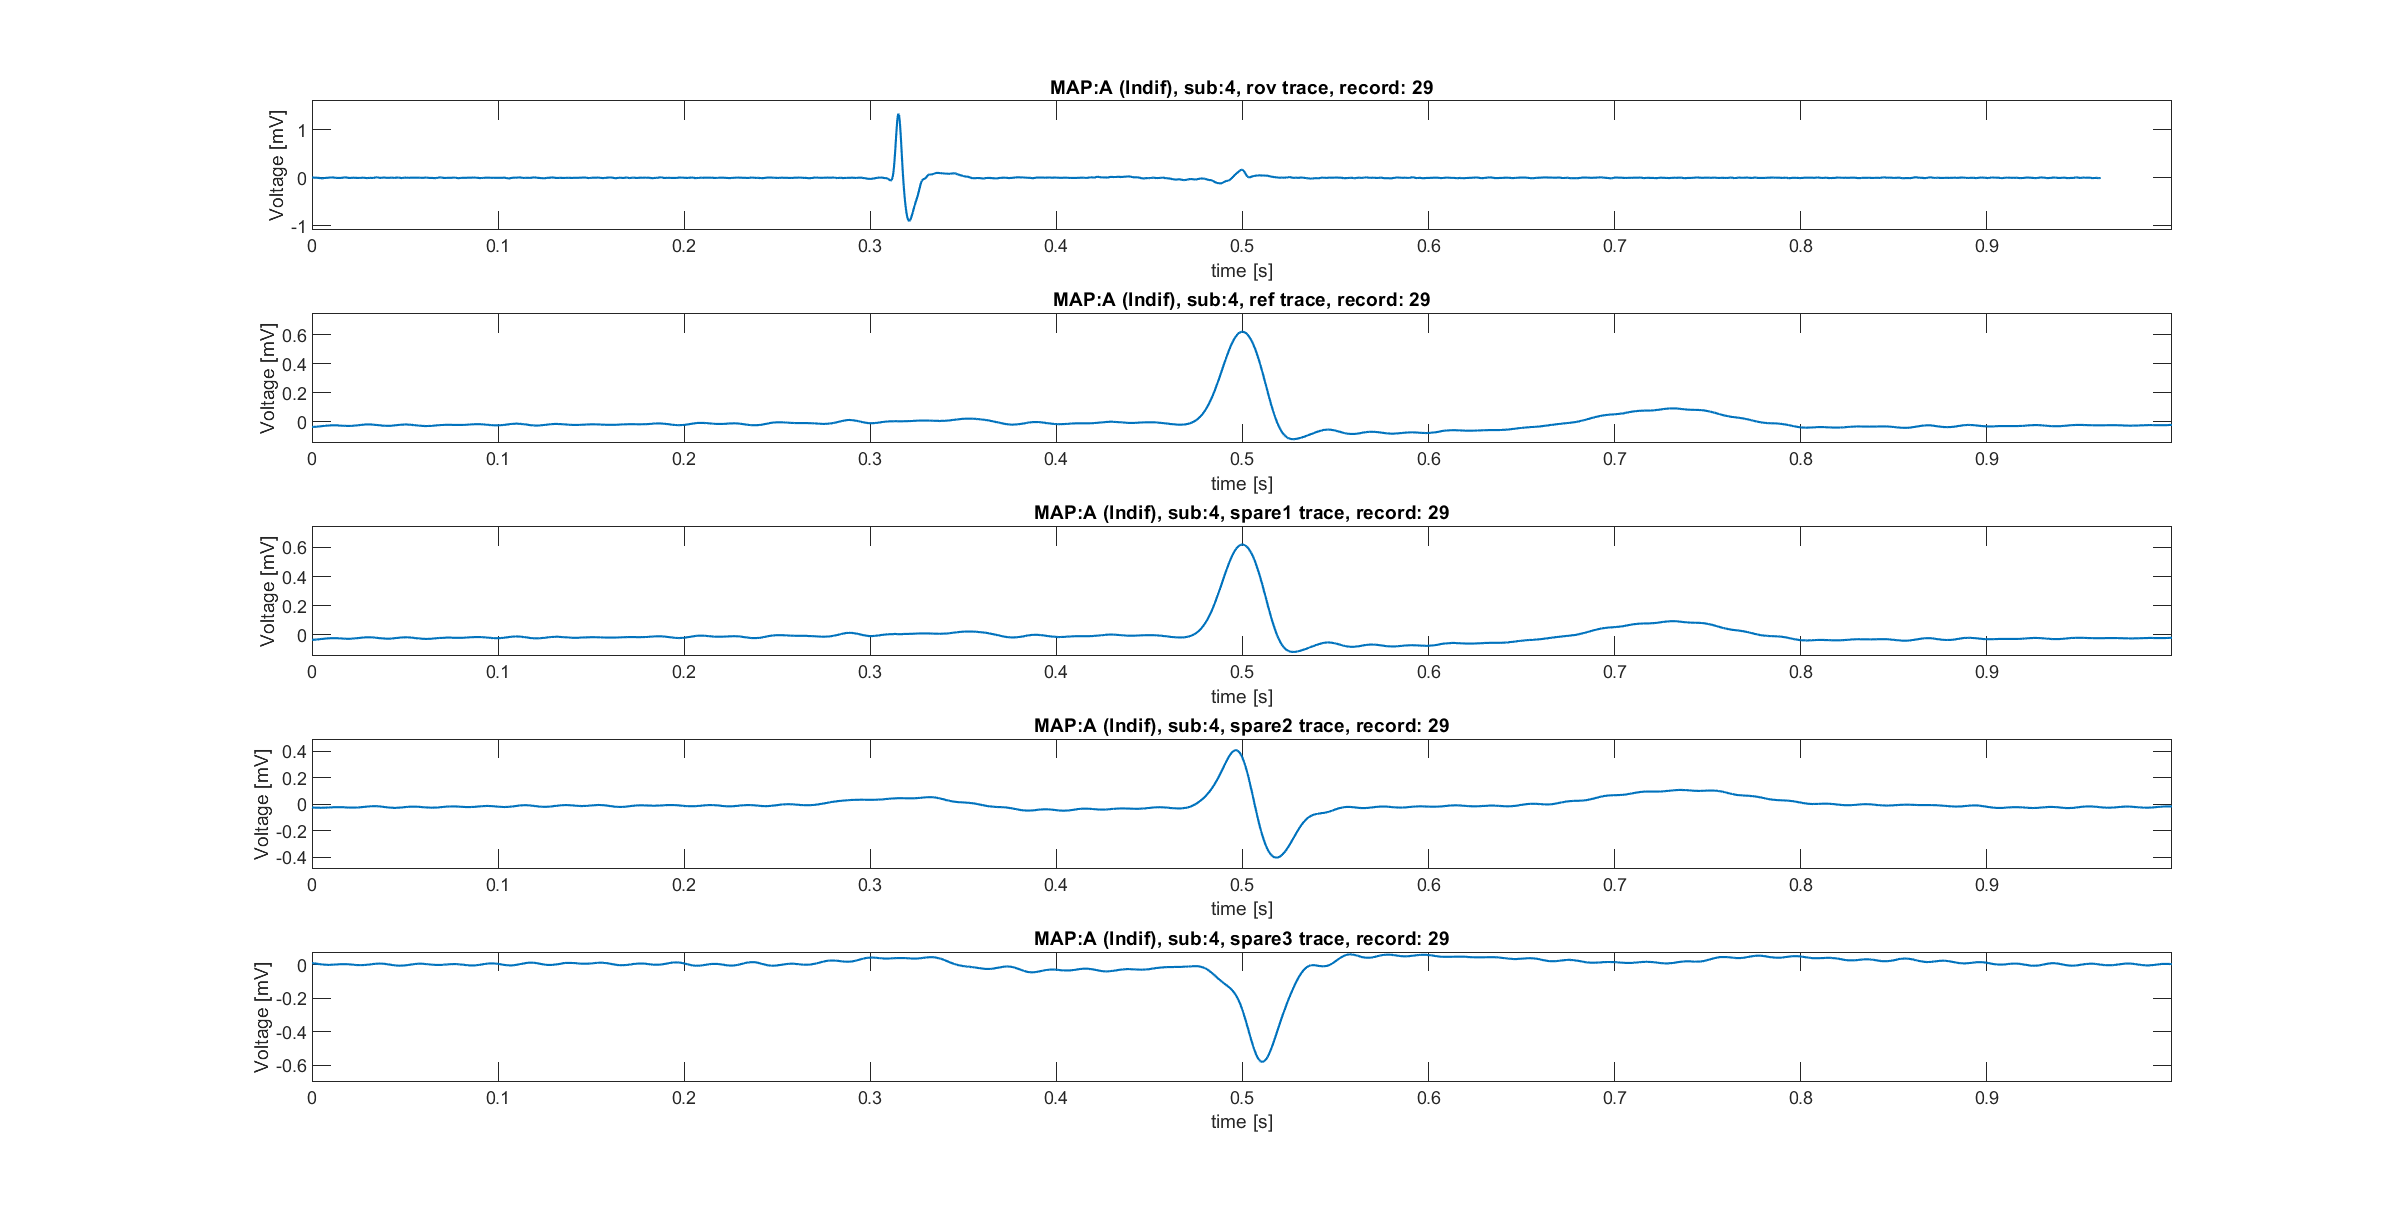 MAP:A (Indif), sub:4, rov trace, record: 29
Voltage [mV]
1
0
-1
0 0.1 0.2 0.3 0.4 0.5 0.6 0.7 0.8 0.9
time [s]
MAP:A (Indif), sub:4, ref trace, record: 29
Voltage [mV]
0.6
0.4
0.2
0
0 0.1 0.2 0.3 0.4 0.5 0.6 0.7 0.8 0.9
time [s]
MAP:A (Indif), sub:4, spare1 trace, record: 29
Voltage [mV]
0.6
0.4
0.2
0
0 0.1 0.2 0.3 0.4 0.5 0.6 0.7 0.8 0.9
time [s]
MAP:A (Indif), sub:4, spare2 trace, record: 29
Voltage [mV]
0.4
0.2
0
-0.2
-0.4
0 0.1 0.2 0.3 0.4 0.5 0.6 0.7 0.8 0.9
time [s]
MAP:A (Indif), sub:4, spare3 trace, record: 29
Voltage [mV]
0
-0.2
-0.4
-0.6
0 0.1 0.2 0.3 0.4 0.5 0.6 0.7 0.8 0.9
time [s]